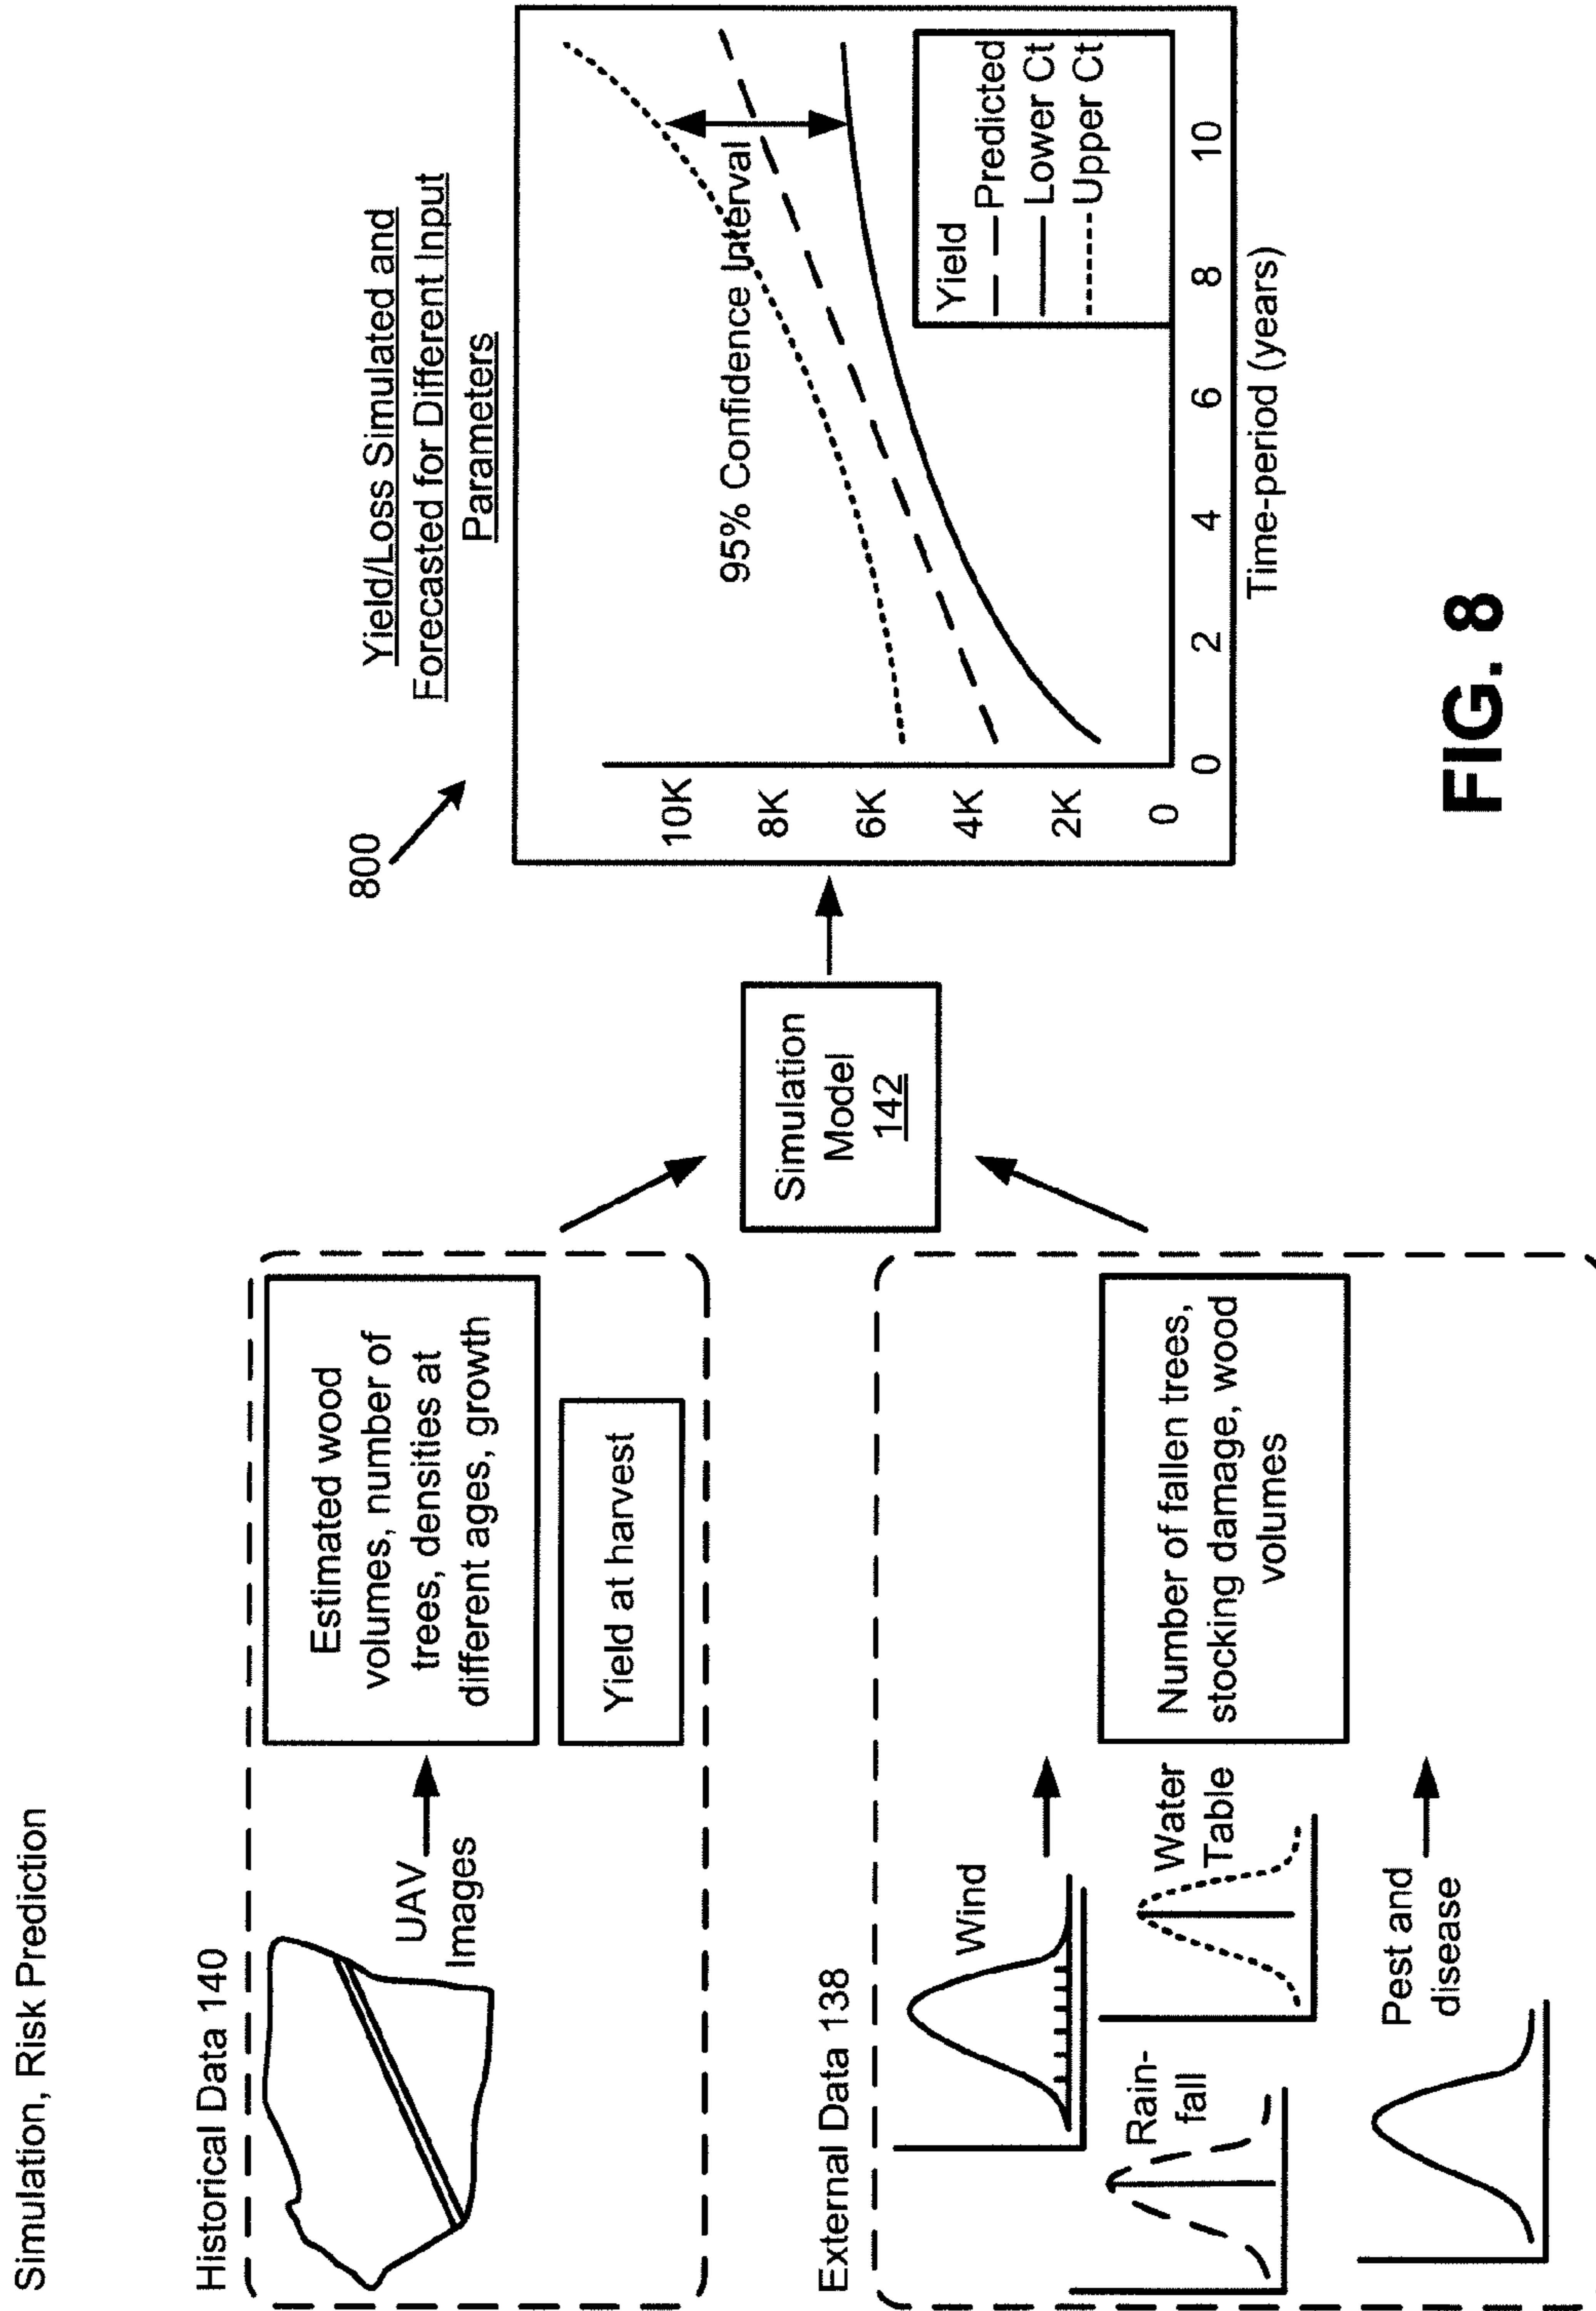 Simulation, Risk Prediction
Historical Data 140
UAV
Images
Estimated wood
volumes, number of
trees, densities at
different ages, growth
Yield at harvest
External Data 138
Wind
Rain-
fall
Water
Table
Pest and
disease
Number of fallen trees,
stocking damage, wood
volumes
Simulation
Model
142
800
Yield/Loss Simulated and
Forecasted for Different Input
Parameters
10K
8K
6K
4K
2K
0
95% Confidence Interval
Yield
Predicted
Lower Ct
Upper Ct
0 2 4 6 8 10
Time-period (years)
FIG. 8